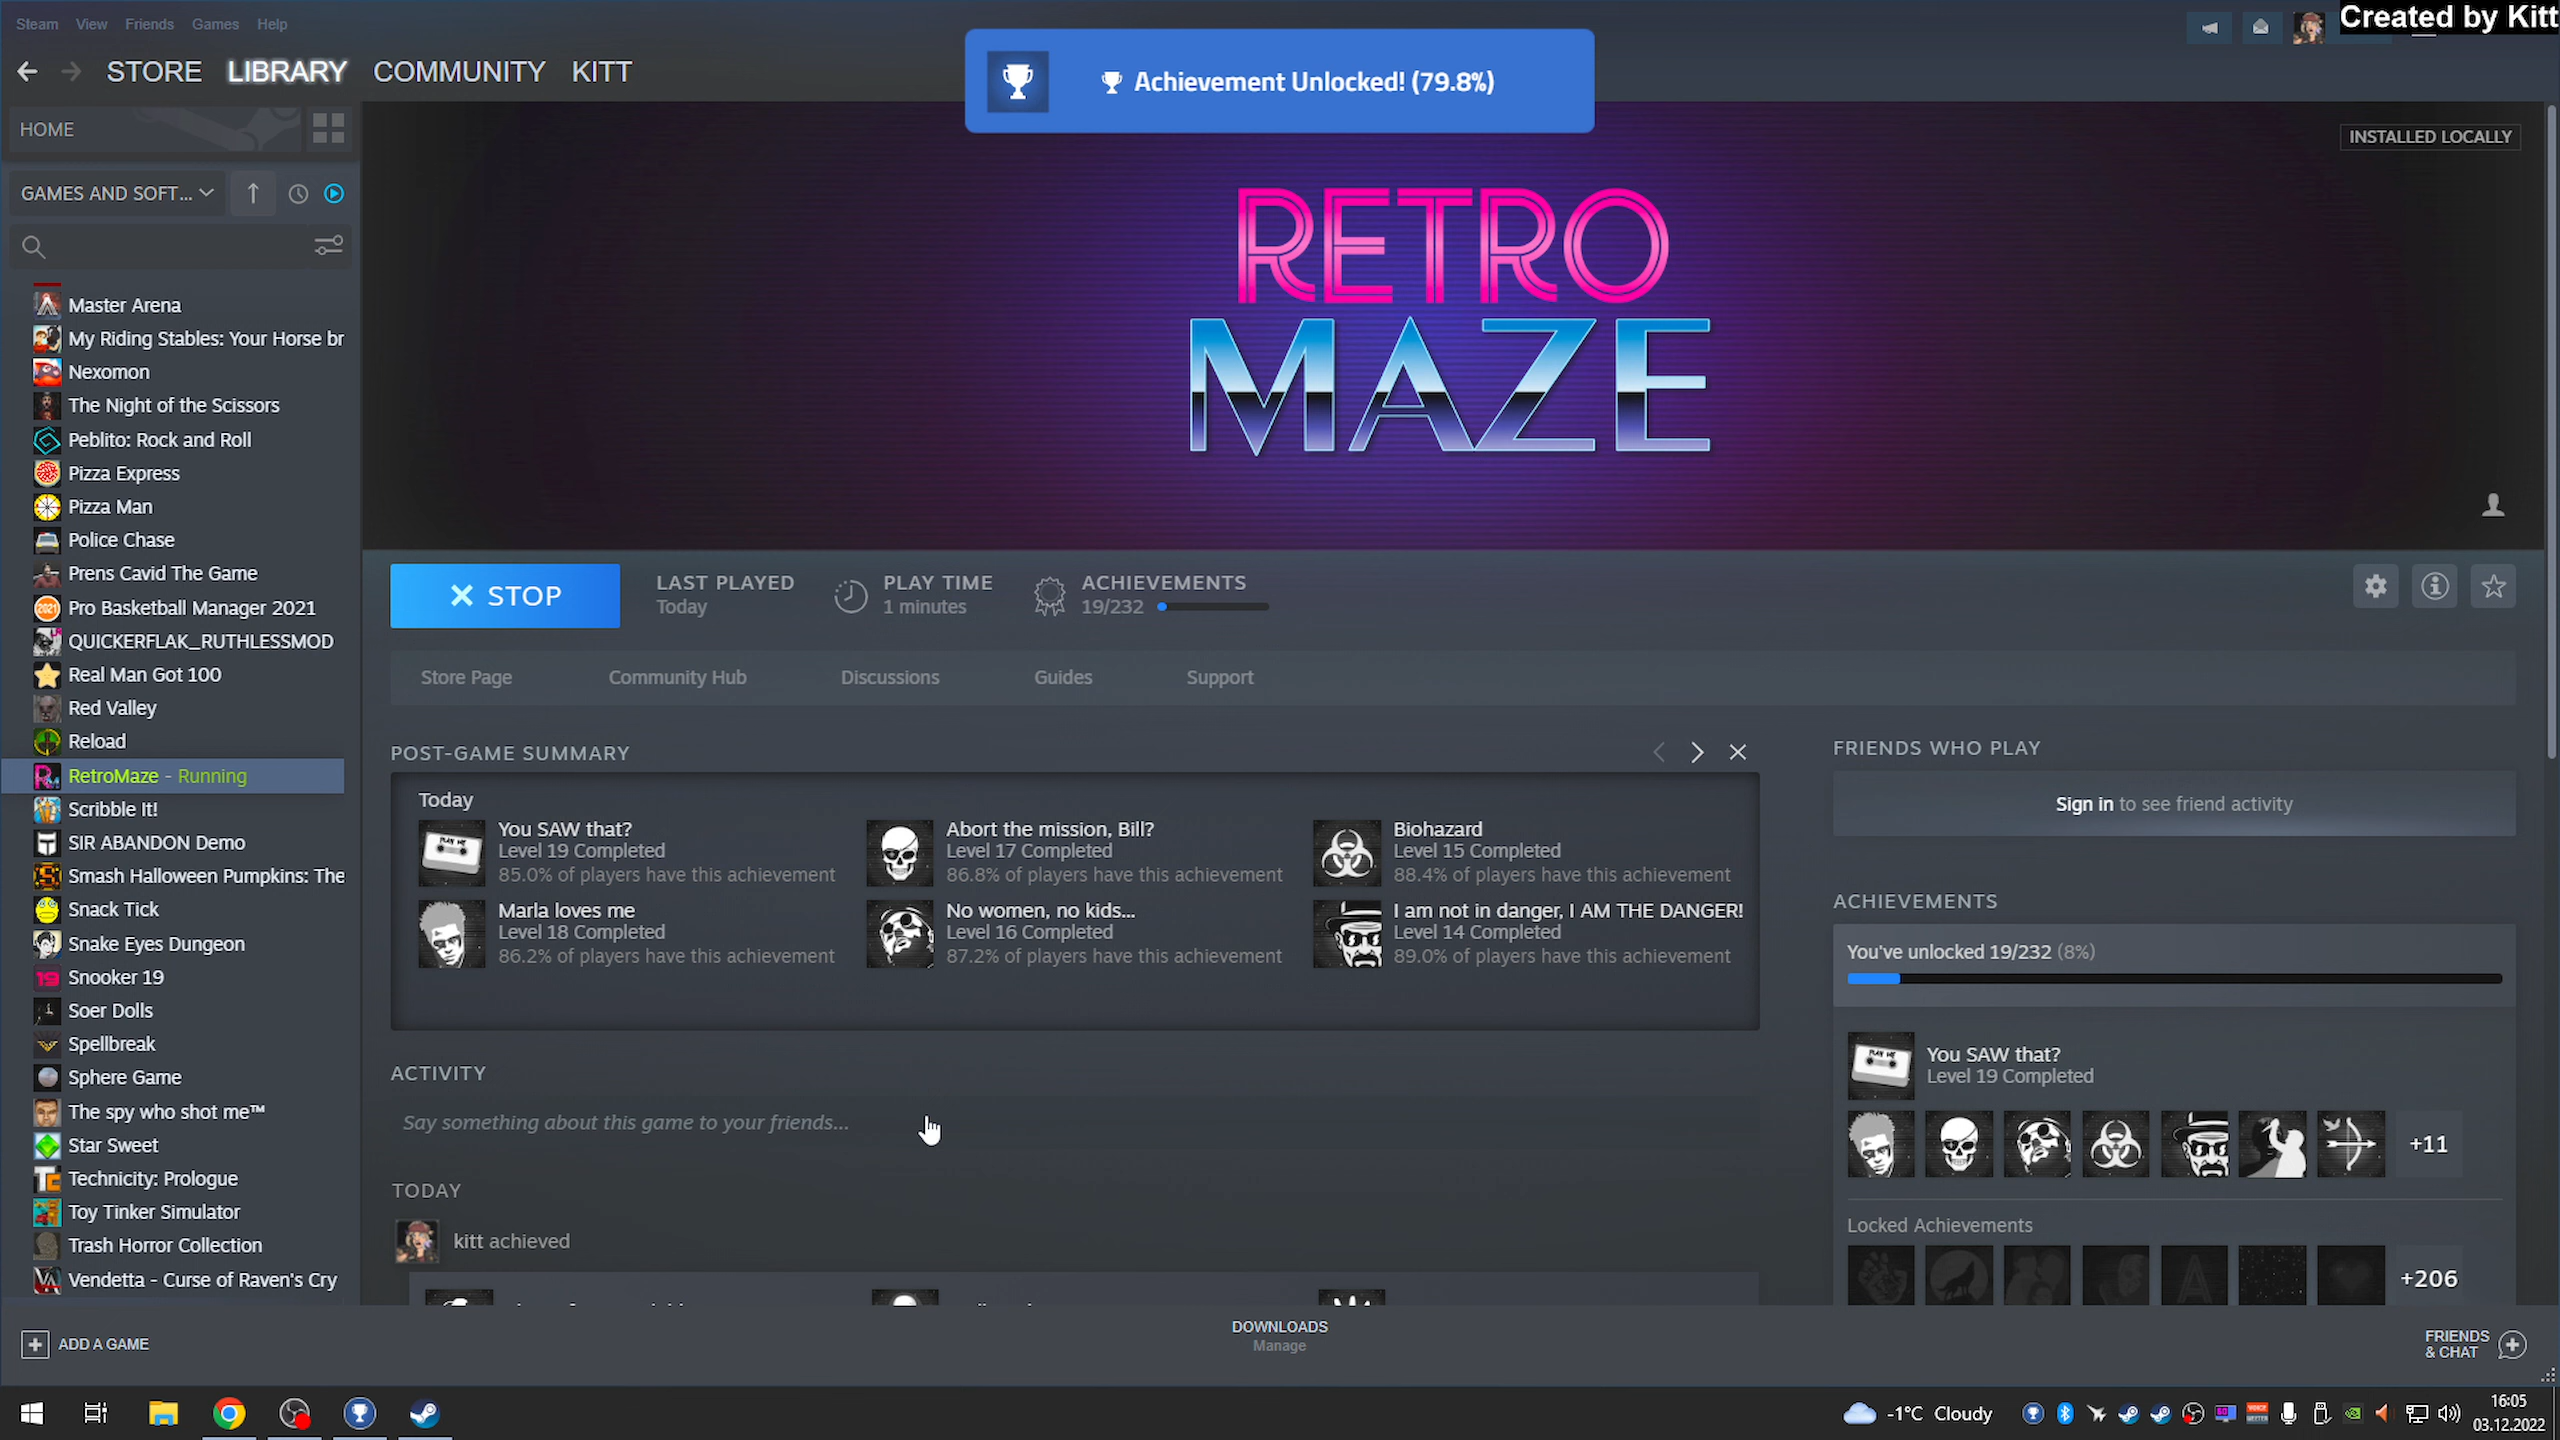 Steam View Friends Games Help
Created by Kitt
STORE LIBRARY COMMUNITY KITT
Achievement Unlocked! (79.8%)
HOME
INSTALLED LOCALLY
GAMES AND SOFT...
RETRO
MAZE
Master Arena
My Riding Stables: Your Horse br
Nexomon
The Night of the Scissors
Peblito: Rock and Roll
Pizza Express
Pizza Man
Police Chase
Prens Cavid The Game
Pro Basketball Manager 2021
QUICKERFLAK_RUTHLESSMOD
Real Man Got 100
Red Valley
Reload
RetroMaze - Running
Scribble It!
SIR ABANDON Demo
Smash Halloween Pumpkins: The
Snack Tick
Snake Eyes Dungeon
Snooker 19
Soer Dolls
Spellbreak
Sphere Game
The spy who shot me™
Star Sweet
Technicity: Prologue
Toy Tinker Simulator
Trash Horror Collection
Vendetta - Curse of Raven's Cry
STOP
LAST PLAYED
Today
PLAY TIME
1 minutes
ACHIEVEMENTS
19/232
Store Page Community Hub Discussions Guides Support
POST-GAME SUMMARY
Today
You SAW that?
Level 19 Completed
85.0% of players have this achievement
Abort the mission, Bill?
Level 17 Completed
86.8% of players have this achievement
Biohazard
Level 15 Completed
88.4% of players have this achievement
Marla loves me
Level 18 Completed
86.2% of players have this achievement
No women, no kids...
Level 16 Completed
87.2% of players have this achievement
I am not in danger, I AM THE DANGER!
Level 14 Completed
89.0% of players have this achievement
ACTIVITY
Say something about this game to your friends...
TODAY
kitt achieved
FRIENDS WHO PLAY
Sign in to see friend activity
ACHIEVEMENTS
You've unlocked 19/232 (8%)
You SAW that?
Level 19 Completed
+11
Locked Achievements
+206
ADD A GAME
DOWNLOADS
Manage
FRIENDS
& CHAT
-1°C Cloudy
16:05
03.12.2022